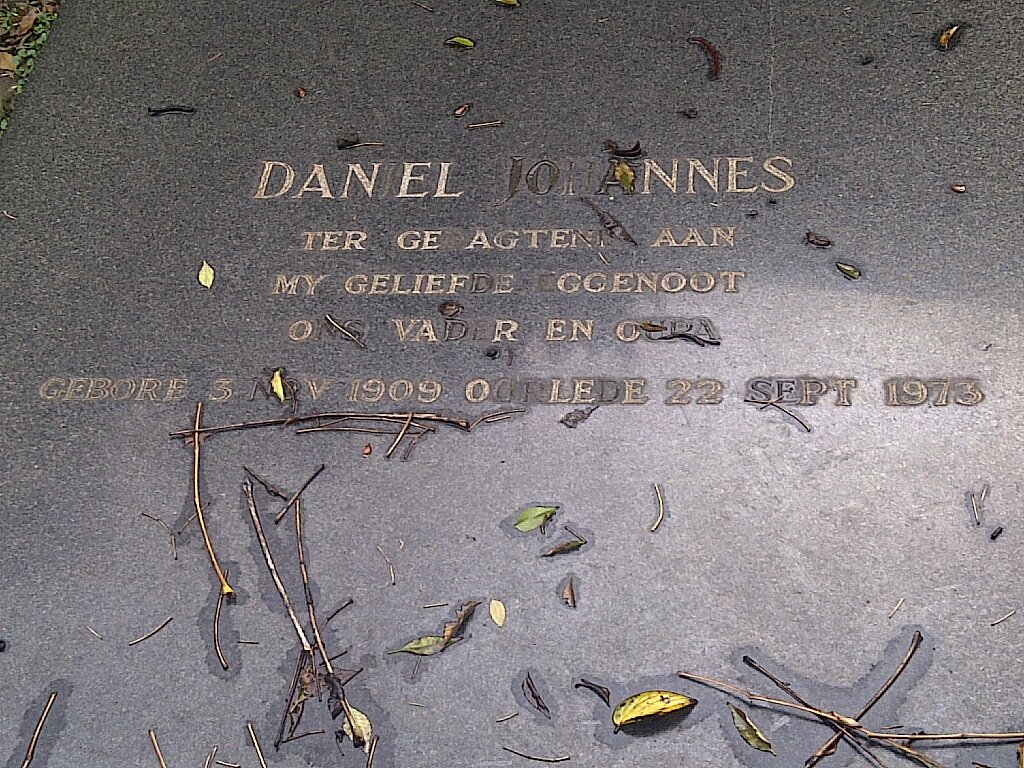 DANIEL JOHANNES
TER GEDAGTENIS AAN
MY GELIEFDE EGGENOOT
ONS VADER EN OUPA
GEBORE 3 NOV 1909 OORLEDE 22 SEPT 1973